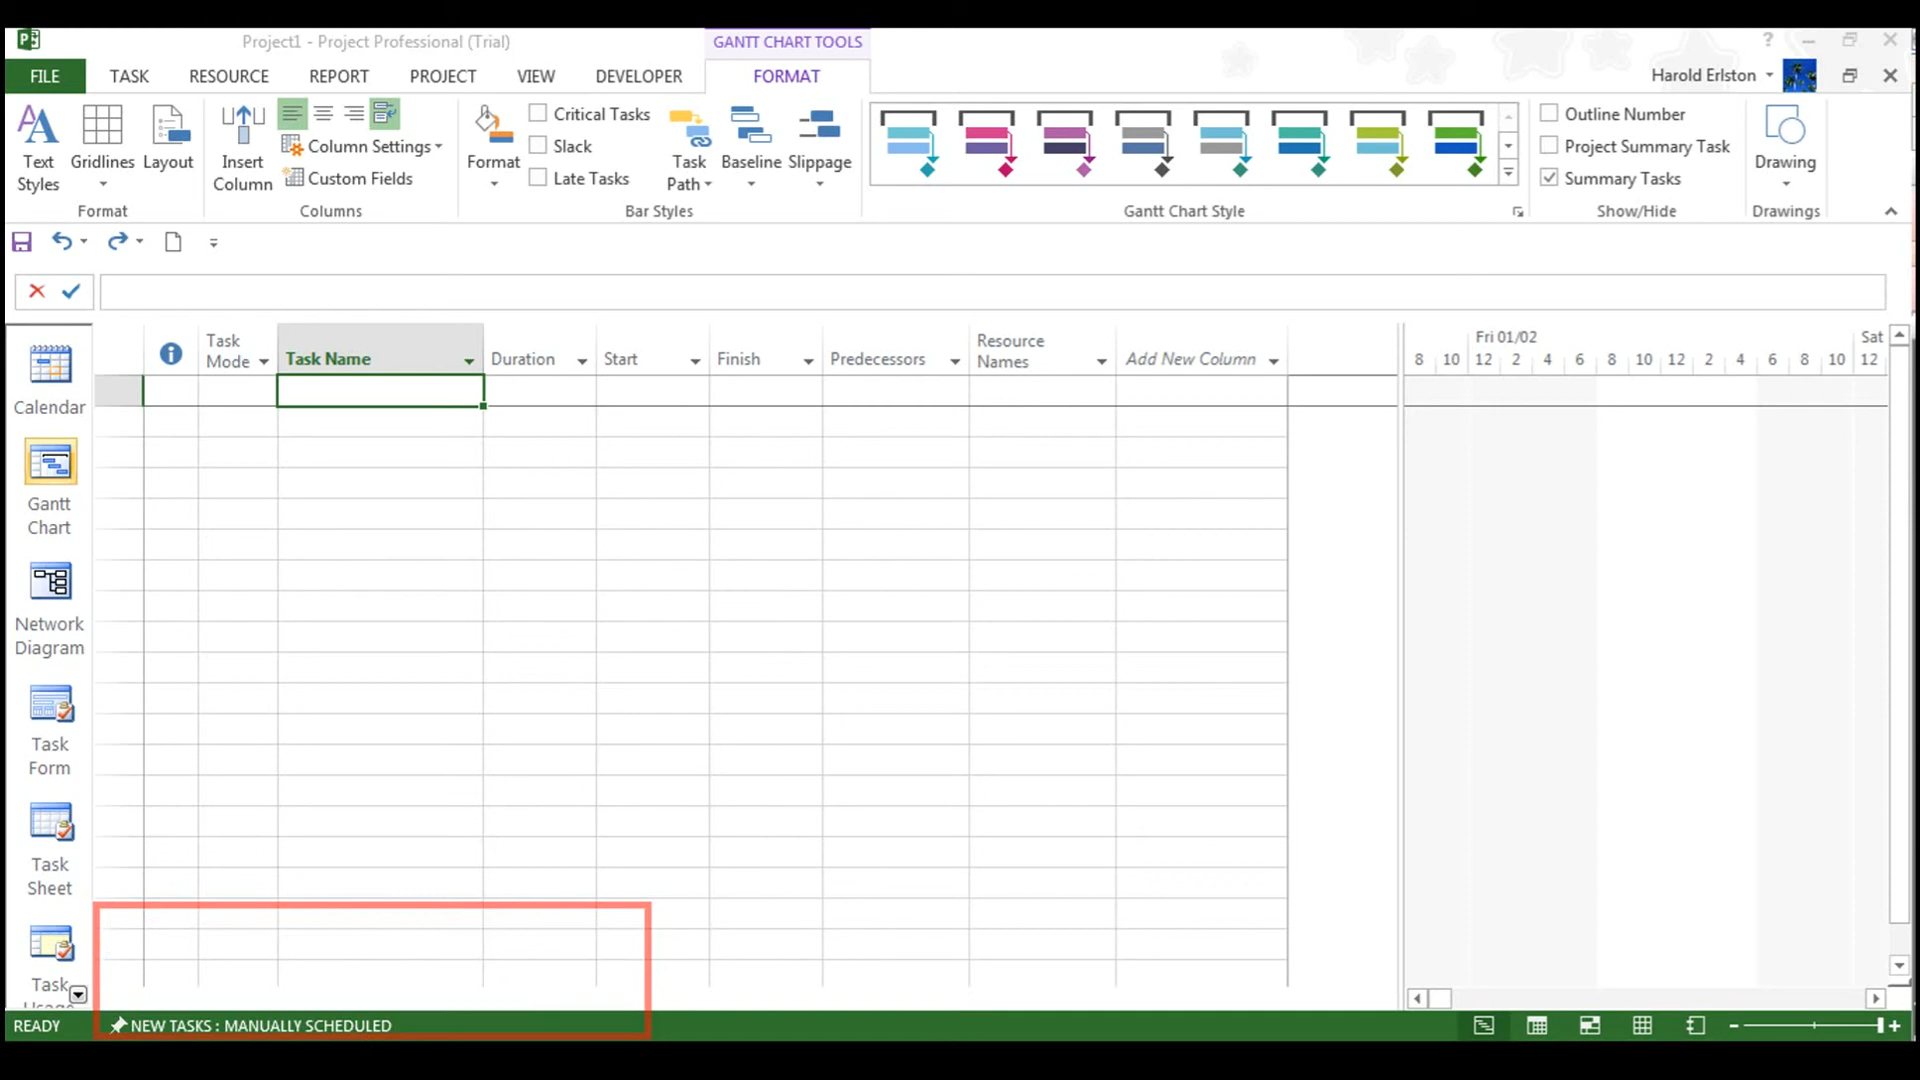 Project1 - Project Professional (Trial)
GANTT CHART TOOLS
?
FILE
TASK
RESOURCE
REPORT
PROJECT
VIEW
DEVELOPER
FORMAT
Harold Erlston
Text Styles
Gridlines
Layout
Format
Insert Column
Column Settings
Custom Fields
Columns
Format
Critical Tasks
Slack
Late Tasks
Task Path
Baseline
Slippage
Bar Styles
Gantt Chart Style
Outline Number
Project Summary Task
Summary Tasks
Show/Hide
Drawing
Drawings
Task Mode
Task Name
Duration
Start
Finish
Predecessors
Resource Names
Add New Column
Fri 01/02
Sat
8 10 12 2 4 6 8 10 12 2 4 6 8 10 12
Calendar
Gantt Chart
Network Diagram
Task Form
Task Sheet
Task Usage
READY
NEW TASKS : MANUALLY SCHEDULED